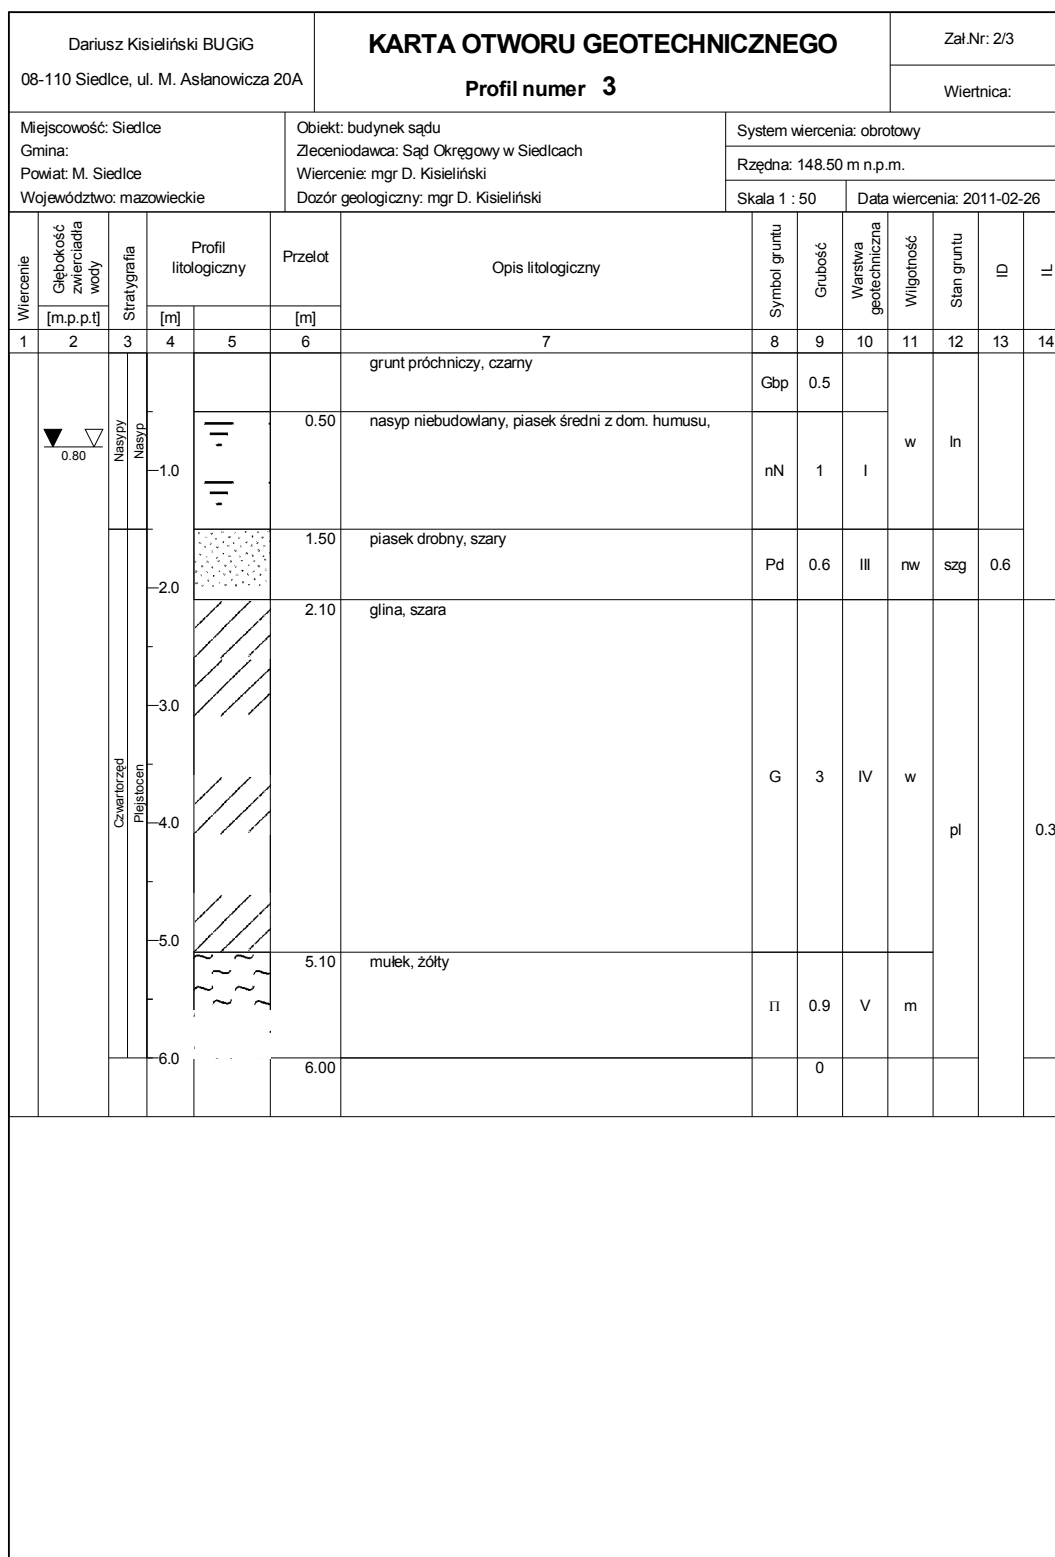 Dariusz Kisieliński BUGiG
08-110 Siedlce, ul. M. Asłanowicza 20A
KARTA OTWORU GEOTECHNICZNEGO
Profil numer 3
Zał.Nr: 2/3
Wiertnica:
Miejscowość: Siedlce
Gmina:
Powiat: M. Siedlce
Województwo: mazowieckie
Obiekt: budynek sądu
Zleceniodawca: Sąd Okręgowy w Siedlcach
Wiercenie: mgr D. Kisieliński
Dozór geologiczny: mgr D. Kisieliński
System wiercenia: obrotowy
Rzędna: 148.50 m n.p.m.
Skala 1 : 50
Data wiercenia: 2011-02-26
Wiercenie
Głębokość zwierciadła wody
[m.p.p.t]
Stratygrafia
Profil litologiczny
[m]
Przelot
[m]
Opis litologiczny
Symbol gruntu
Grubość
Warstwa geotechniczna
Wilgotność
Stan gruntu
ID
IL
1 2 3 4 5 6 7 8 9 10 11 12 13 14
grunt próchniczy, czarny
Gbp 0.5
0.50 nasyp niebudowlany, piasek średni z dom. humusu,
0.80
Nasypy
Nasyp
w ln
-1.0
nN 1 I
1.50 piasek drobny, szary
Pd 0.6 III nw szg 0.6
-2.0
2.10 glina, szara
-3.0
Czwartorzęd
Plejstocen
G 3 IV w
-4.0
pl 0.3
-5.0
5.10 mułek, żółty
Π 0.9 V m
-6.0
6.00 0